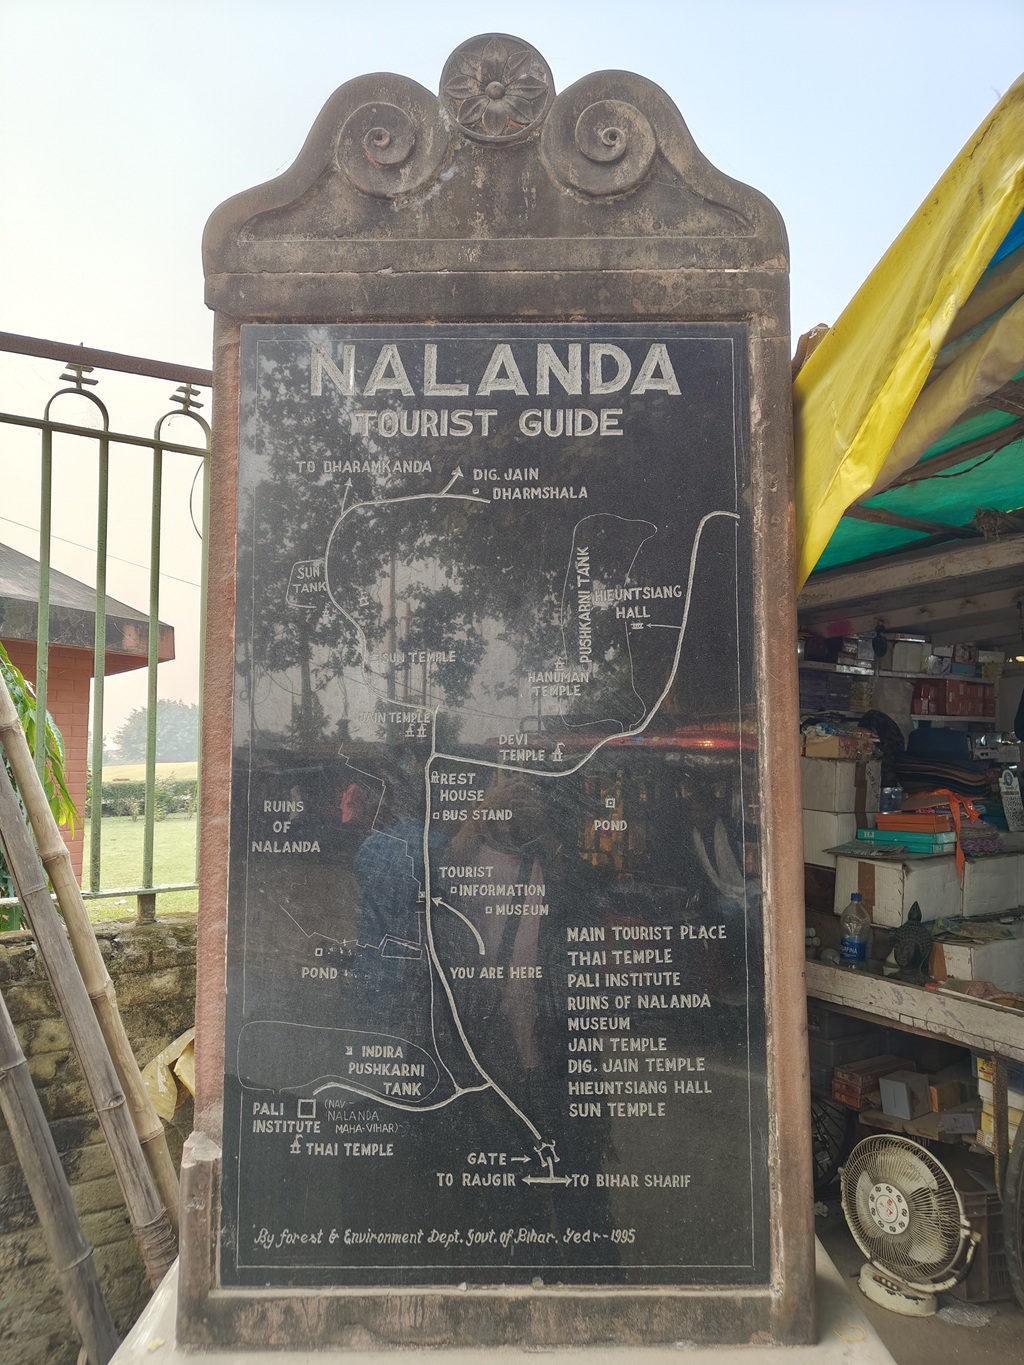 NALANDA
TOURIST GUIDE
TO DHARAMKANDA
DIG. JAIN
DHARMSHALA
SUN
TANK
PUSHKARNI TANK
HIEUNTSIANG
HALL
SUN TEMPLE
HANUMAN
TEMPLE
JAIN TEMPLE
DEVI
TEMPLE
REST
HOUSE
BUS STAND
RUINS
OF
NALANDA
POND
TOURIST
INFORMATION
MUSEUM
YOU ARE HERE
POND
MAIN TOURIST PLACE
THAI TEMPLE
PALI INSTITUTE
RUINS OF NALANDA
MUSEUM
JAIN TEMPLE
DIG. JAIN TEMPLE
HIEUNTSIANG HALL
SUN TEMPLE
INDIRA
PUSHKARNI
TANK
PALI
INSTITUTE
(NAV-
NALANDA
MAHA-VIHAR)
THAI TEMPLE
GATE
TO RAJGIR
TO BIHAR SHARIF
By forest & Environment Dept. Govt. of Bihar. Year-1995